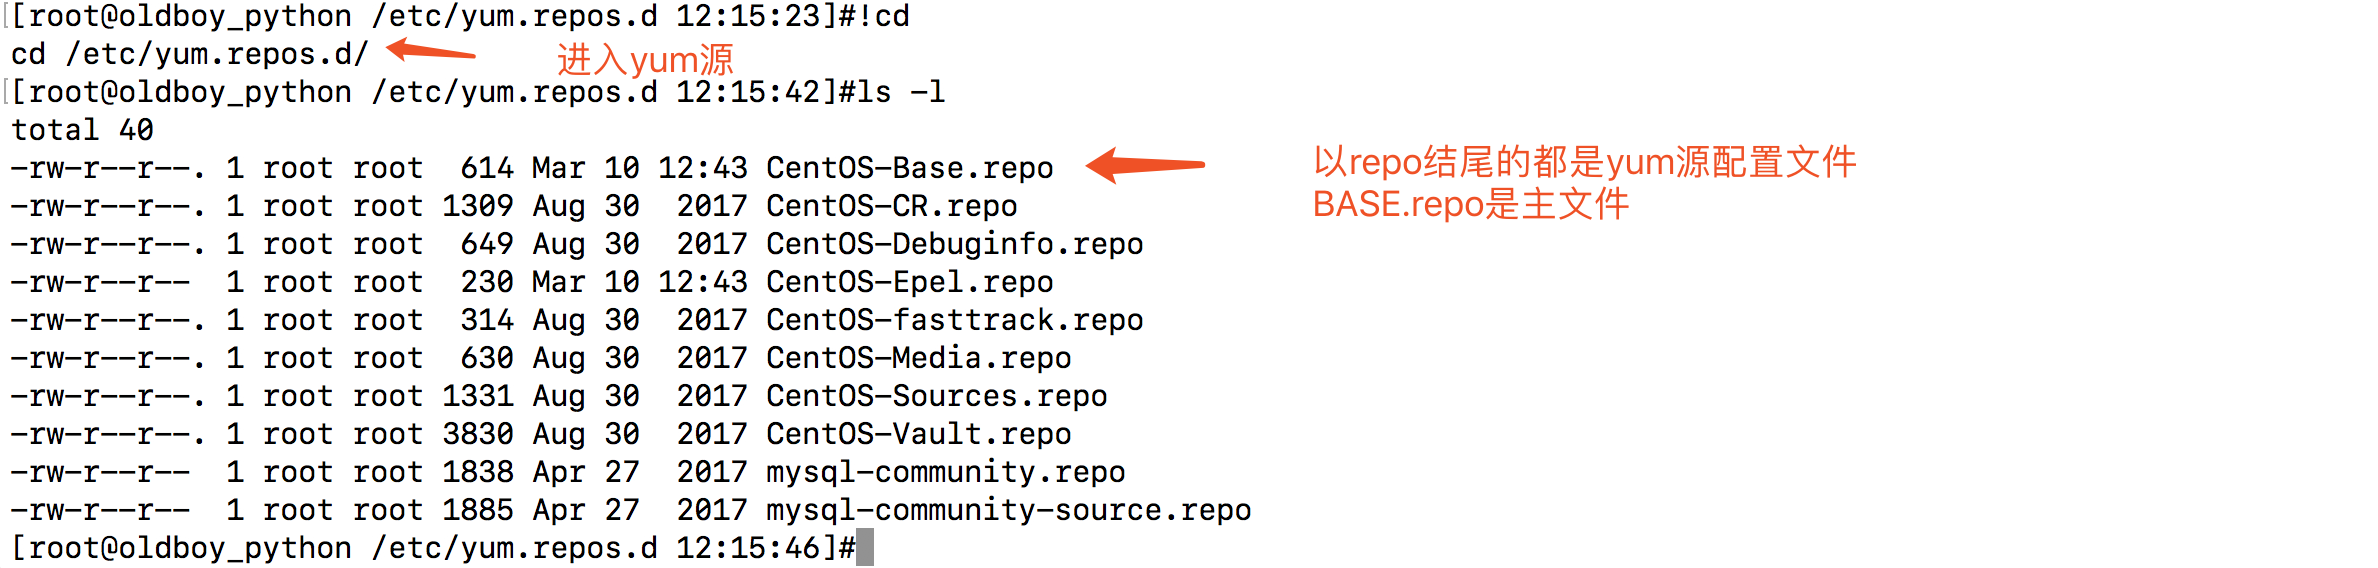 [root@oldboy_python /etc/yum.repos.d 12:15:23]#!cd
cd /etc/yum.repos.d/
进入yum源
[root@oldboy_python /etc/yum.repos.d 12:15:42]#ls -l
total 40
-rw-r--r--. 1 root root  614 Mar 10 12:43 CentOS-Base.repo
以repo结尾的都是yum源配置文件
BASE.repo是主文件
-rw-r--r--. 1 root root 1309 Aug 30  2017 CentOS-CR.repo
-rw-r--r--. 1 root root  649 Aug 30  2017 CentOS-Debuginfo.repo
-rw-r--r--  1 root root  230 Mar 10 12:43 CentOS-Epel.repo
-rw-r--r--. 1 root root  314 Aug 30  2017 CentOS-fasttrack.repo
-rw-r--r--. 1 root root  630 Aug 30  2017 CentOS-Media.repo
-rw-r--r--. 1 root root 1331 Aug 30  2017 CentOS-Sources.repo
-rw-r--r--. 1 root root 3830 Aug 30  2017 CentOS-Vault.repo
-rw-r--r--  1 root root 1838 Apr 27  2017 mysql-community.repo
-rw-r--r--  1 root root 1885 Apr 27  2017 mysql-community-source.repo
[root@oldboy_python /etc/yum.repos.d 12:15:46]#